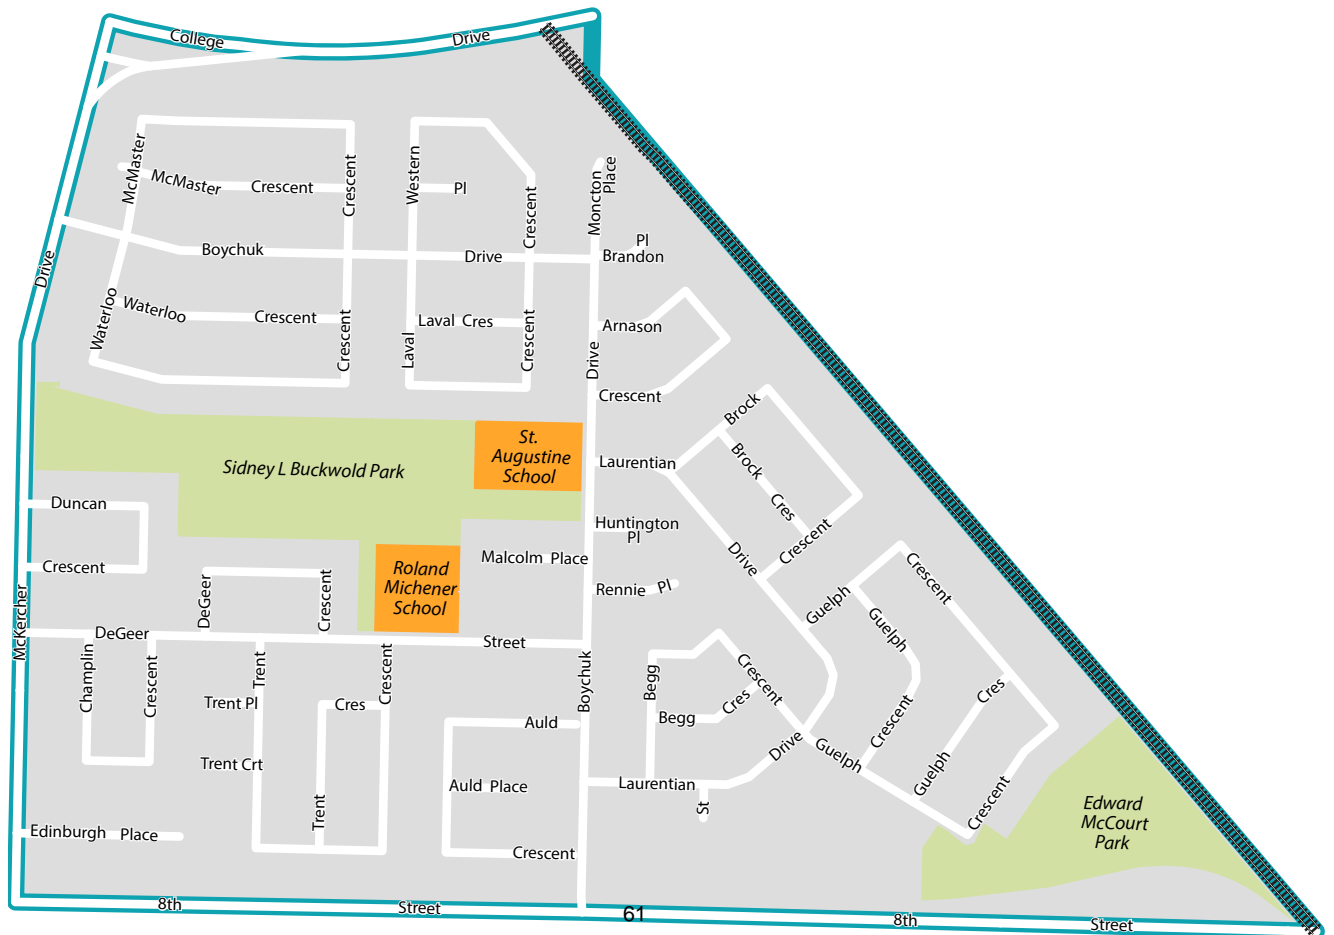 College
Drive
McMaster
McMaster
Crescent
Crescent
Western
Pl
Crescent
Moncton
Place
Boychuk
Drive
Pl
Brandon
Drive
Waterloo
Waterloo
Crescent
Crescent
Laval
Laval Cres
Crescent
Arnason
Drive
Crescent
Brock
Brock
Cres
Crescent
Sidney L Buckwold Park
St.
Augustine
School
Laurentian
Drive
Huntington
Pl
Malcolm Place
Rennie Pl
Duncan
Crescent
Roland
Michener
School
DeGeer
Crescent
McKercher
DeGeer
Street
Champlin
Crescent
Trent
Crescent
Trent Pl
Cres
Trent Crt
Trent
Boychuk
Auld
Auld Place
Crescent
Begg
Begg
Cres
Crescent
Laurentian
Drive
St
Guelph
Guelph
Crescent
Crescent
Guelph
Guelph
Cres
Crescent
Edinburgh Place
Edward
McCourt
Park
8th
Street
61
8th
Street